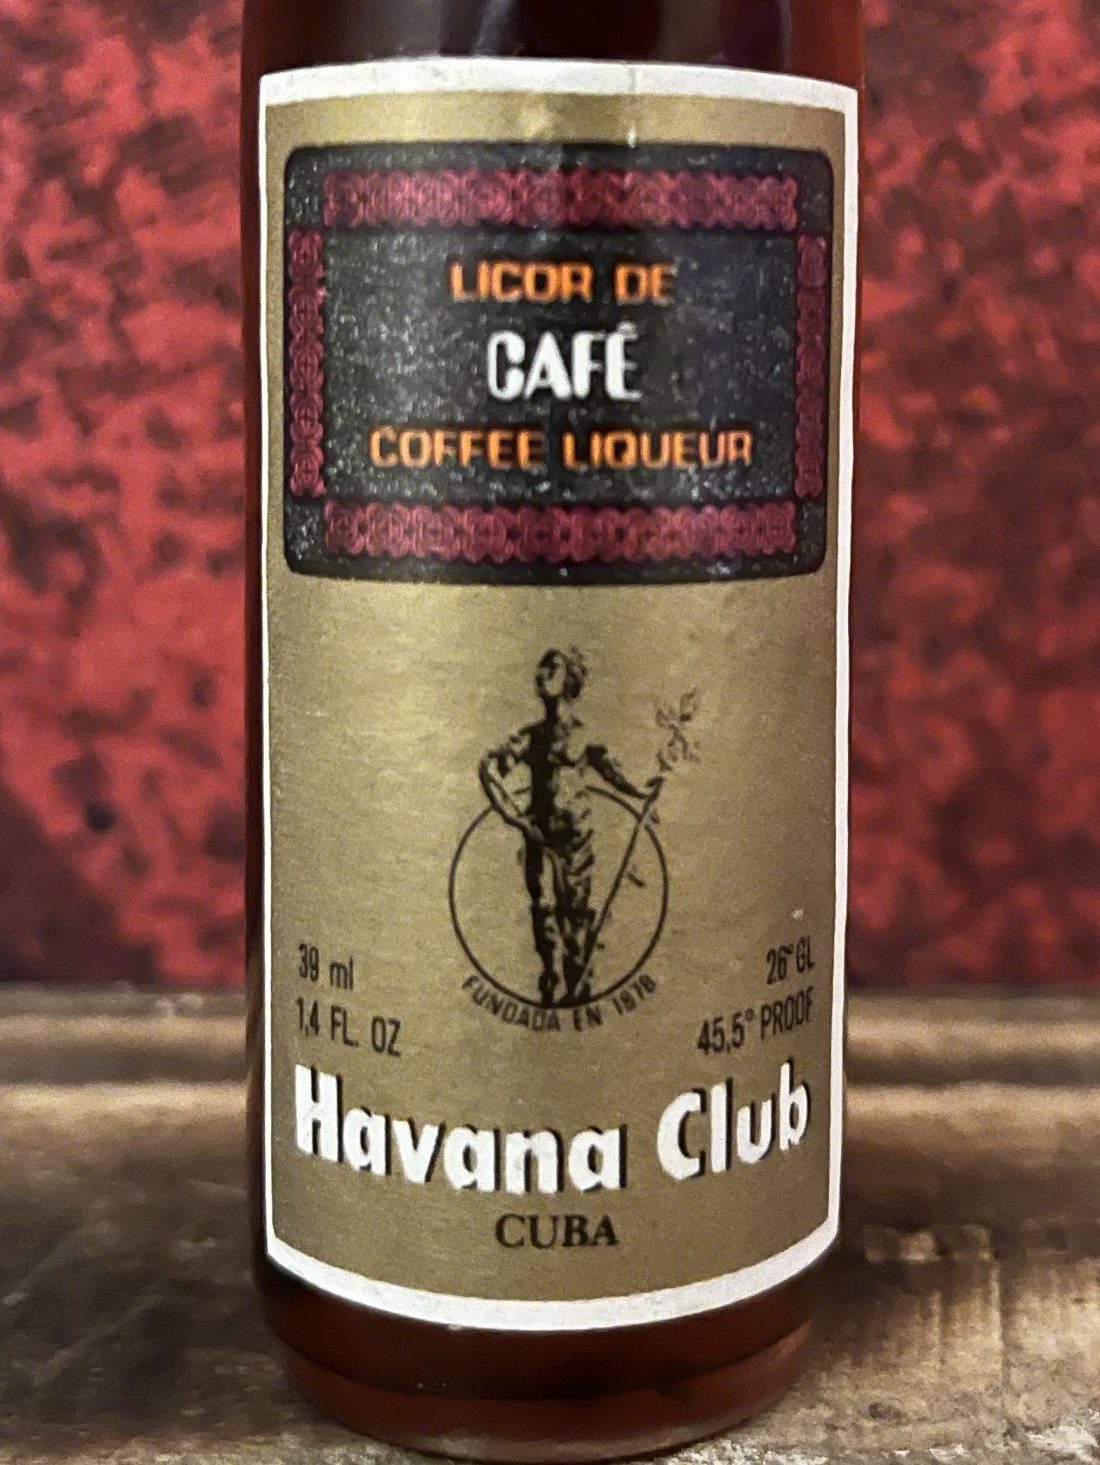 LICOR DE
CAFÉ
COFFEE LIQUEUR
FUNDADA EN 1878
39 ml
1,4 FL. OZ
26° GL
45,5° PROOF
Havana Club
CUBA